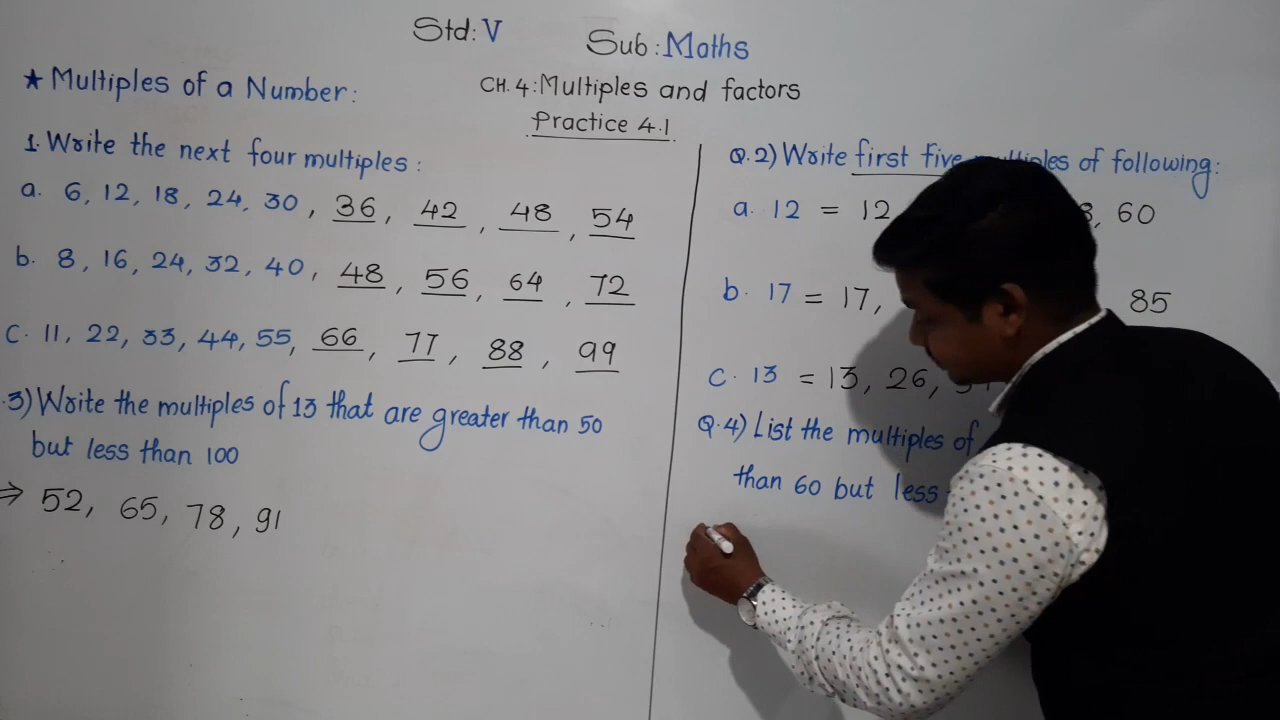 Std: V
Sub: Maths
★ Multiples of a Number:
CH. 4: Multiples and factors
Practice 4.1
1. Write the next four multiples:
a. 6, 12, 18, 24, 30, 36, 42, 48, 54
b. 8, 16, 24, 32, 40, 48, 56, 64, 72
C. 11, 22, 33, 44, 55, 66, 77, 88, 99
.3) Write the multiples of 13 that are greater than 50
but less than 100
⇒ 52, 65, 78, 91
Q.2) Write first five of following:
a. 12 = 12 , 60
b. 17 = 17, 85
C. 13 = 13, 26,
Q.4) List the multiples of
than 60 but less